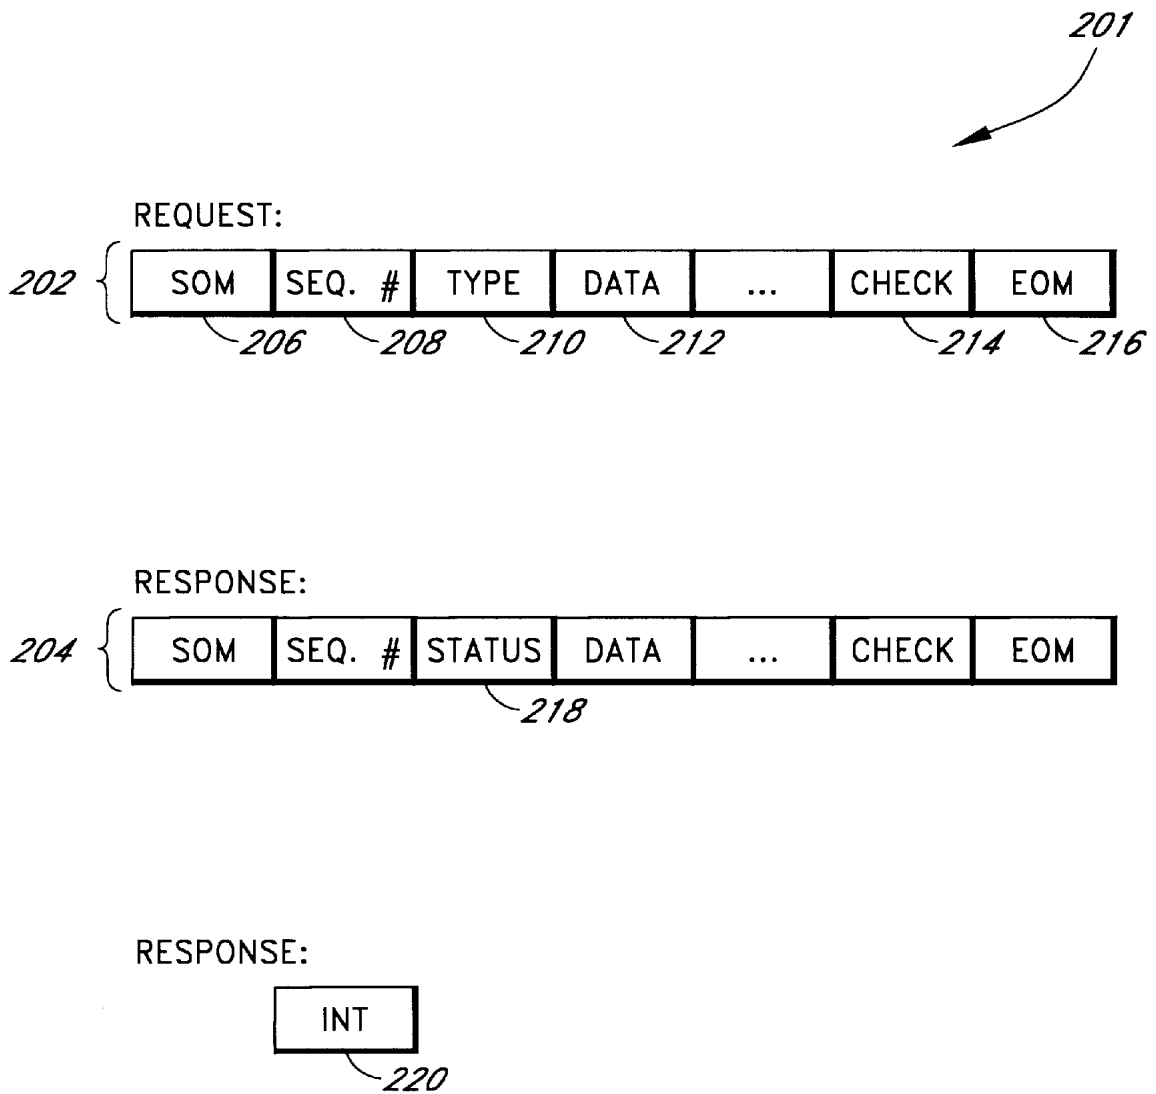 201
REQUEST:
202 SOM SEQ. # TYPE DATA ... CHECK EOM
206 208 210 212 214 216
RESPONSE:
204 SOM SEQ. # STATUS DATA ... CHECK EOM
218
RESPONSE:
INT
220